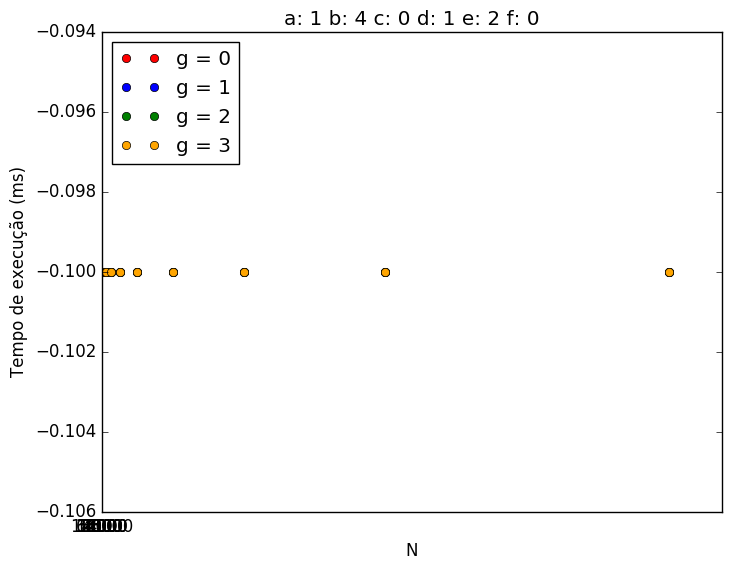 a: 1 b: 4 c: 0 d: 1 e: 2 f: 0
−0.094
g = 0
g = 1
g = 2
g = 3
−0.096
−0.098
−0.100
−0.102
−0.104
−0.106
Tempo de execução (ms)
N